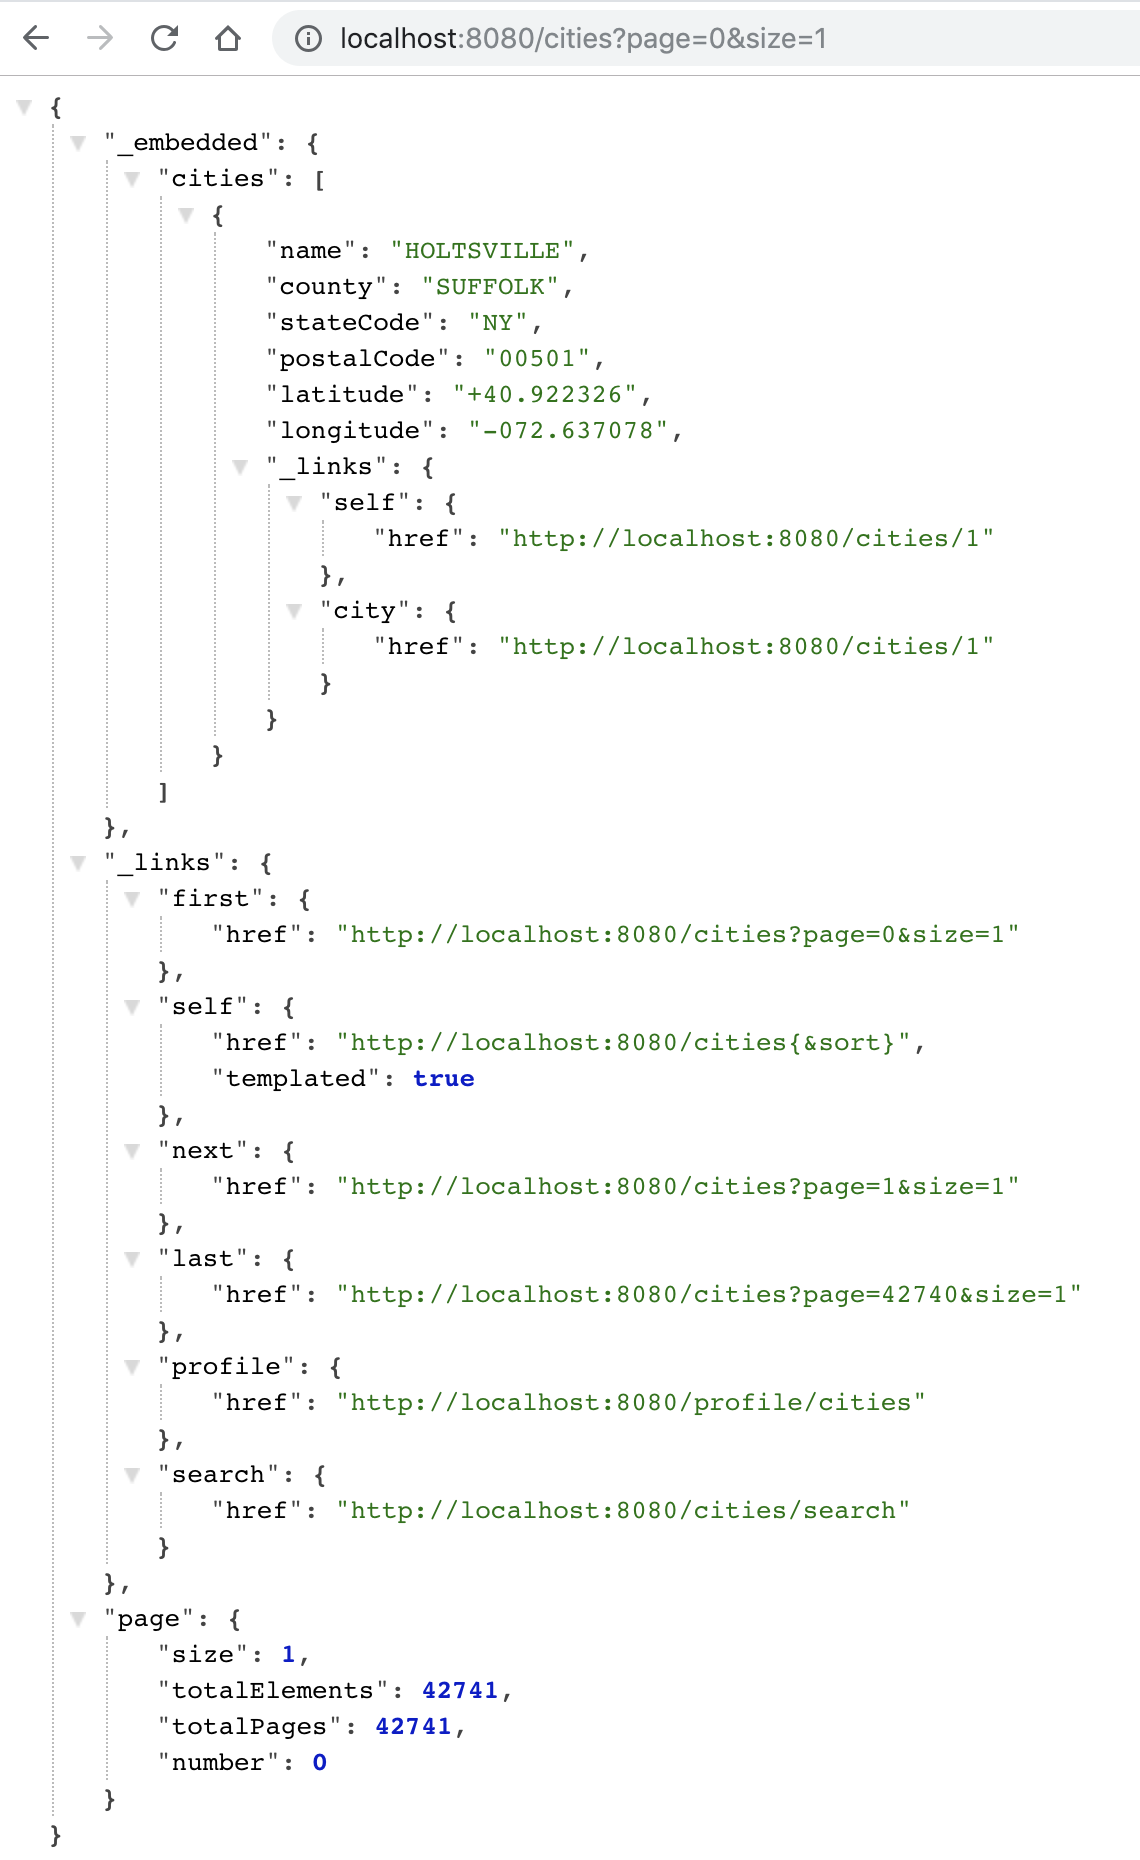 localhost:8080/cities?page=0&size=1
{
"_embedded": {
"cities": [
{
"name": "HOLTSVILLE",
"county": "SUFFOLK",
"stateCode": "NY",
"postalCode": "00501",
"latitude": "+40.922326",
"longitude": "-072.637078",
"_links": {
"self": {
"href": "http://localhost:8080/cities/1"
},
"city": {
"href": "http://localhost:8080/cities/1"
}
}
}
]
},
"_links": {
"first": {
"href": "http://localhost:8080/cities?page=0&size=1"
},
"self": {
"href": "http://localhost:8080/cities{&sort}",
"templated": true
},
"next": {
"href": "http://localhost:8080/cities?page=1&size=1"
},
"last": {
"href": "http://localhost:8080/cities?page=42740&size=1"
},
"profile": {
"href": "http://localhost:8080/profile/cities"
},
"search": {
"href": "http://localhost:8080/cities/search"
}
},
"page": {
"size": 1,
"totalElements": 42741,
"totalPages": 42741,
"number": 0
}
}